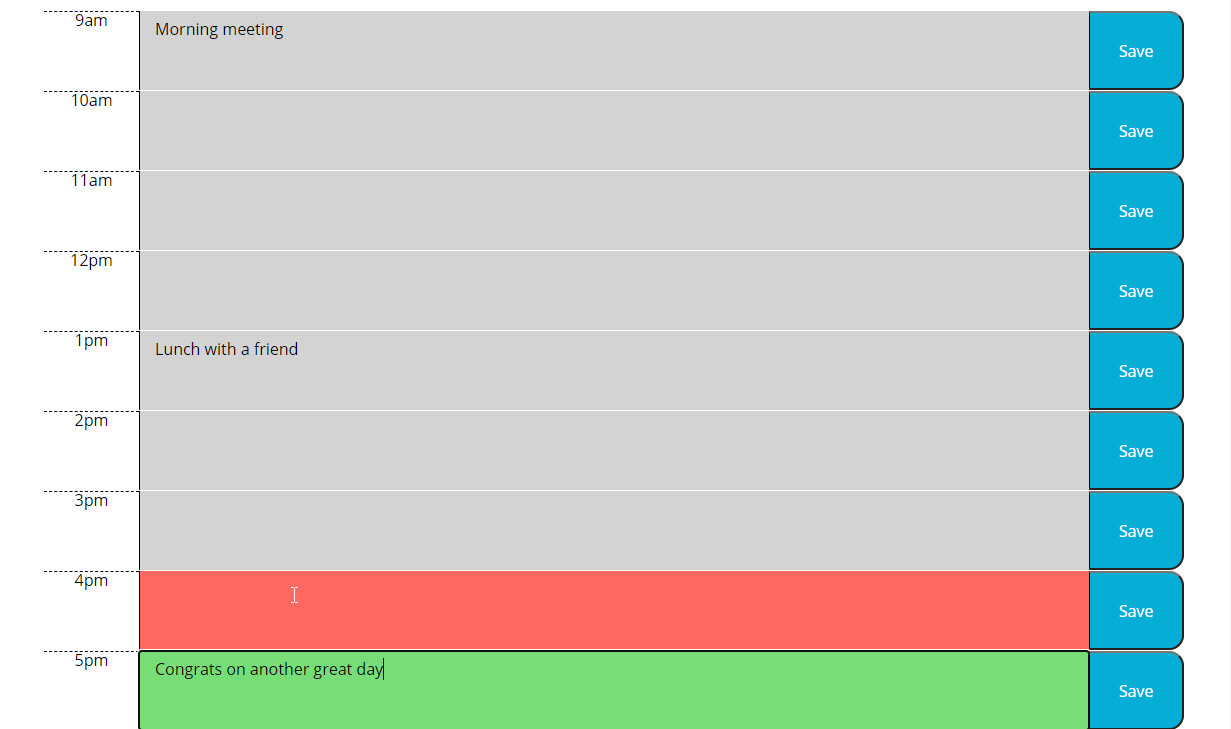 9am Morning meeting Save
10am Save
11am Save
12pm Save
1pm Lunch with a friend Save
2pm Save
3pm Save
4pm Save
5pm Congrats on another great day Save